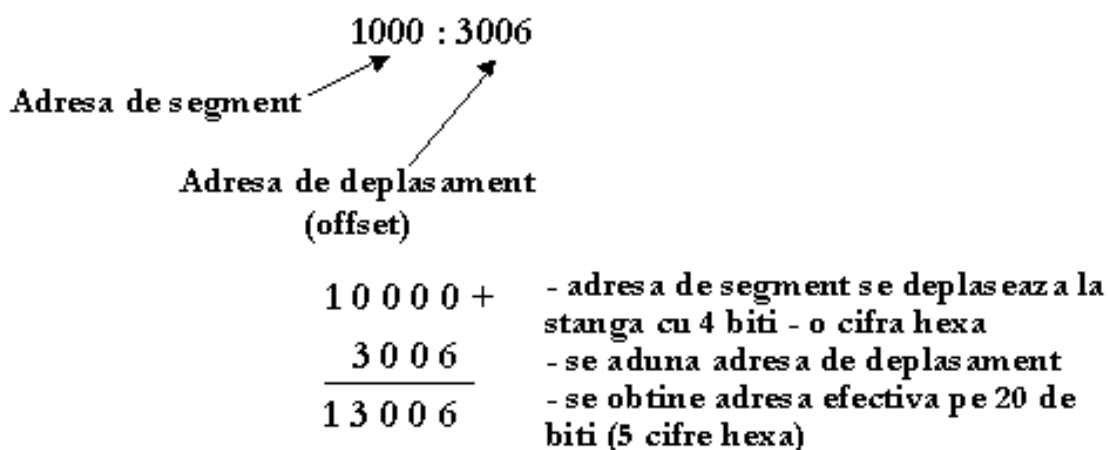 1000 : 3006
Adresa de segment
Adresa de deplasament
(offset)
1 0 0 0 0 +
3 0 0 6
1 3 0 0 6
- adresa de segment se deplaseaza la
stanga cu 4 biti - o cifra hexa
- se aduna adresa de deplasament
- se obtine adresa efectiva pe 20 de
biti (5 cifre hexa)